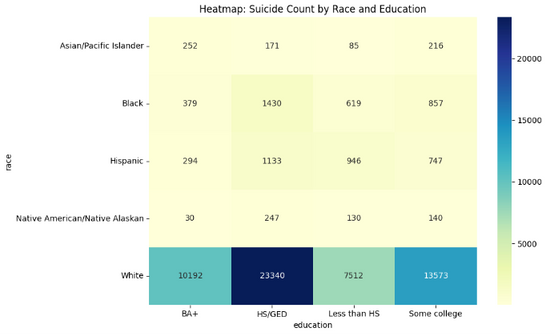 Heatmap: Suicide Count by Race and Education
Asian/Pacific Islander 252 171 85 216
Black 379 1430 619 857
Hispanic 294 1133 946 747
Native American/Native Alaskan 30 247 130 140
White 10192 23340 7512 13573
BA+ HS/GED Less than HS Some college
education
race
20000
15000
10000
5000